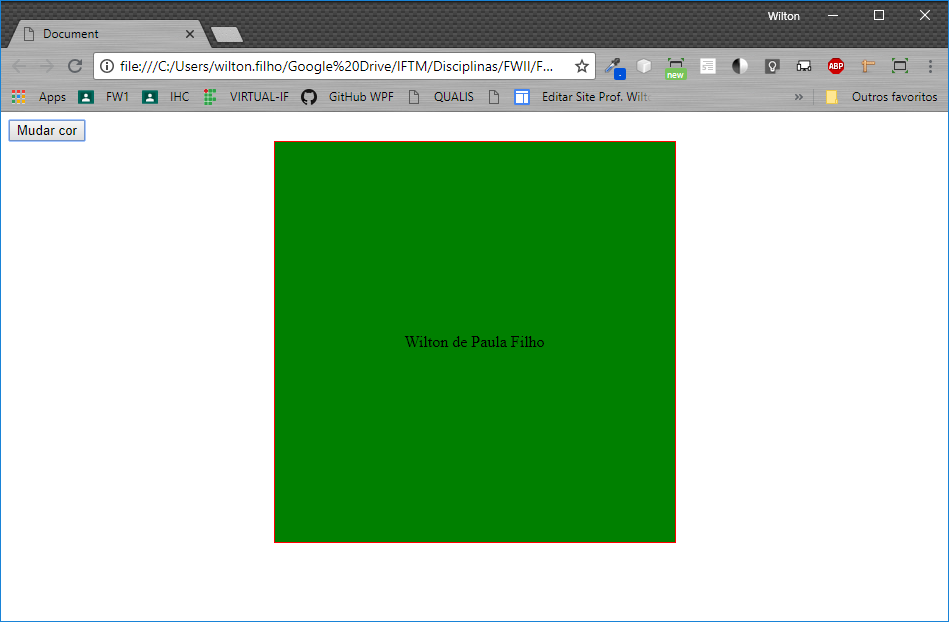 Wilton
Document
file:///C:/Users/wilton.filho/Google%20Drive/IFTM/Disciplinas/FWII/F...
new
ABP
Apps FW1 IHC VIRTUAL-IF GitHub WPF QUALIS Editar Site Prof. Wilt » Outros favoritos
Mudar cor
Wilton de Paula Filho